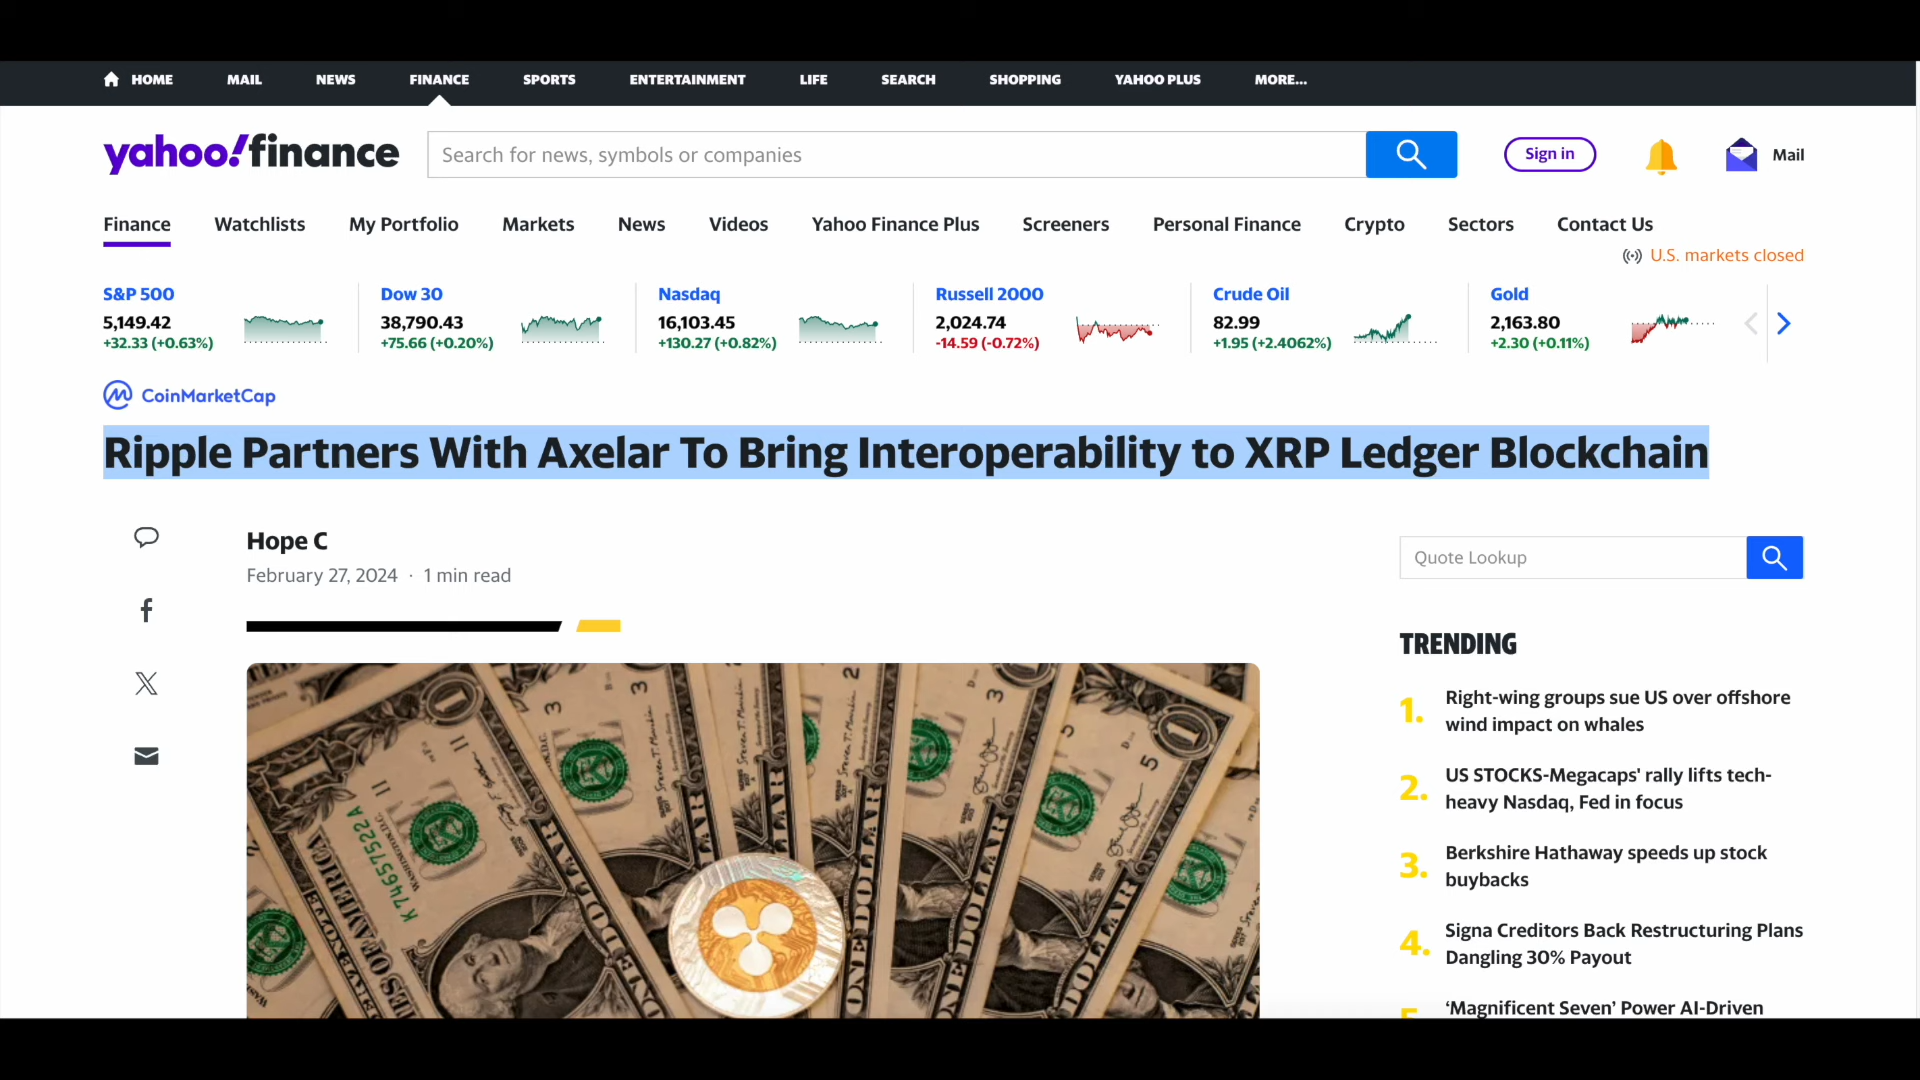 HOME MAIL NEWS FINANCE SPORTS ENTERTAINMENT LIFE SEARCH SHOPPING YAHOO PLUS MORE...
yahoo!finance
Search for news, symbols or companies
Sign in
Mail
Finance Watchlists My Portfolio Markets News Videos Yahoo Finance Plus Screeners Personal Finance Crypto Sectors Contact Us
U.S. markets closed
S&P 500
5,149.42
+32.33 (+0.63%)
Dow 30
38,790.43
+75.66 (+0.20%)
Nasdaq
16,103.45
+130.27 (+0.82%)
Russell 2000
2,024.74
-14.59 (-0.72%)
Crude Oil
82.99
+1.95 (+2.4062%)
Gold
2,163.80
+2.30 (+0.11%)
CoinMarketCap
Ripple Partners With Axelar To Bring Interoperability to XRP Ledger Blockchain
Hope C
February 27, 2024 · 1 min read
Quote Lookup
TRENDING
1. Right-wing groups sue US over offshore
wind impact on whales
2. US STOCKS-Megacaps' rally lifts tech-
heavy Nasdaq, Fed in focus
3. Berkshire Hathaway speeds up stock
buybacks
4. Signa Creditors Back Restructuring Plans
Dangling 30% Payout
5. ‘Magnificent Seven’ Power AI-Driven
K 74657522 A
ONE DOLLAR
ONE DOLLAR